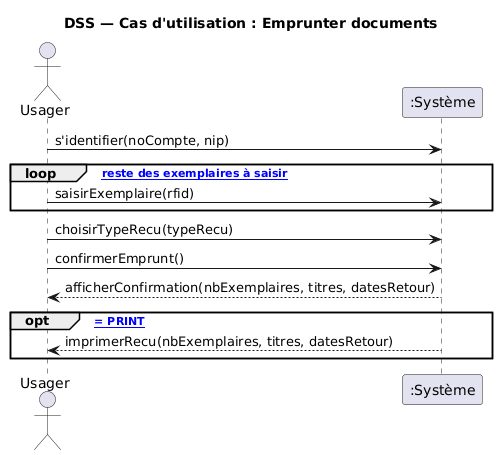 DSS — Cas d'utilisation : Emprunter documents
Usager
:Système
s'identifier(noCompte, nip)
loop reste des exemplaires à saisir
saisirExemplaire(rfid)
choisirTypeRecu(typeRecu)
confirmerEmprunt()
afficherConfirmation(nbExemplaires, titres, datesRetour)
opt = PRINT
imprimerRecu(nbExemplaires, titres, datesRetour)
Usager
:Système